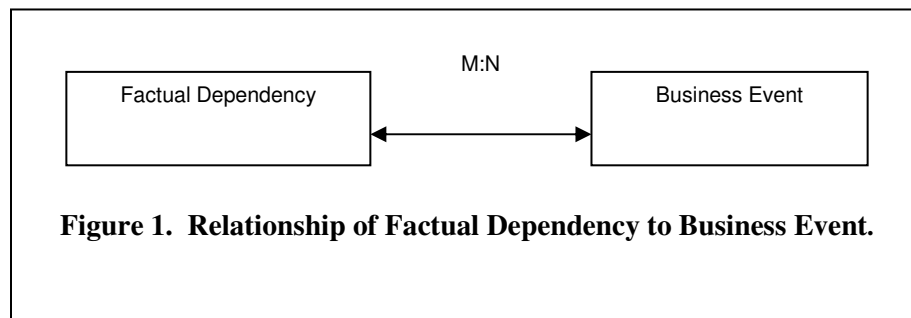 M:N
Factual Dependency
Business Event
Figure 1. Relationship of Factual Dependency to Business Event.